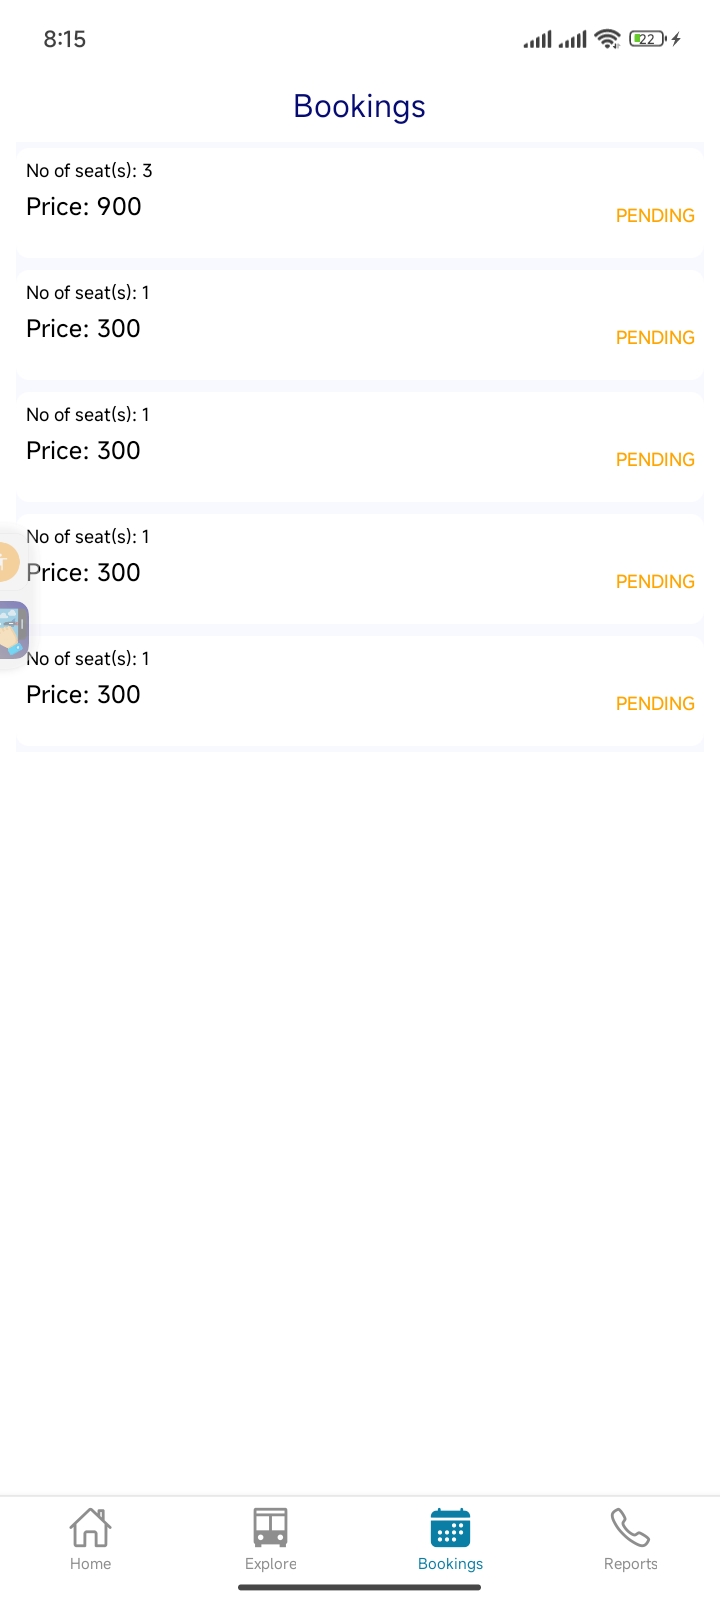 8:15
22
Bookings
No of seat(s): 3
Price: 900
PENDING
No of seat(s): 1
Price: 300
PENDING
No of seat(s): 1
Price: 300
PENDING
No of seat(s): 1
Price: 300
PENDING
No of seat(s): 1
Price: 300
PENDING
Home
Explore
Bookings
Reports